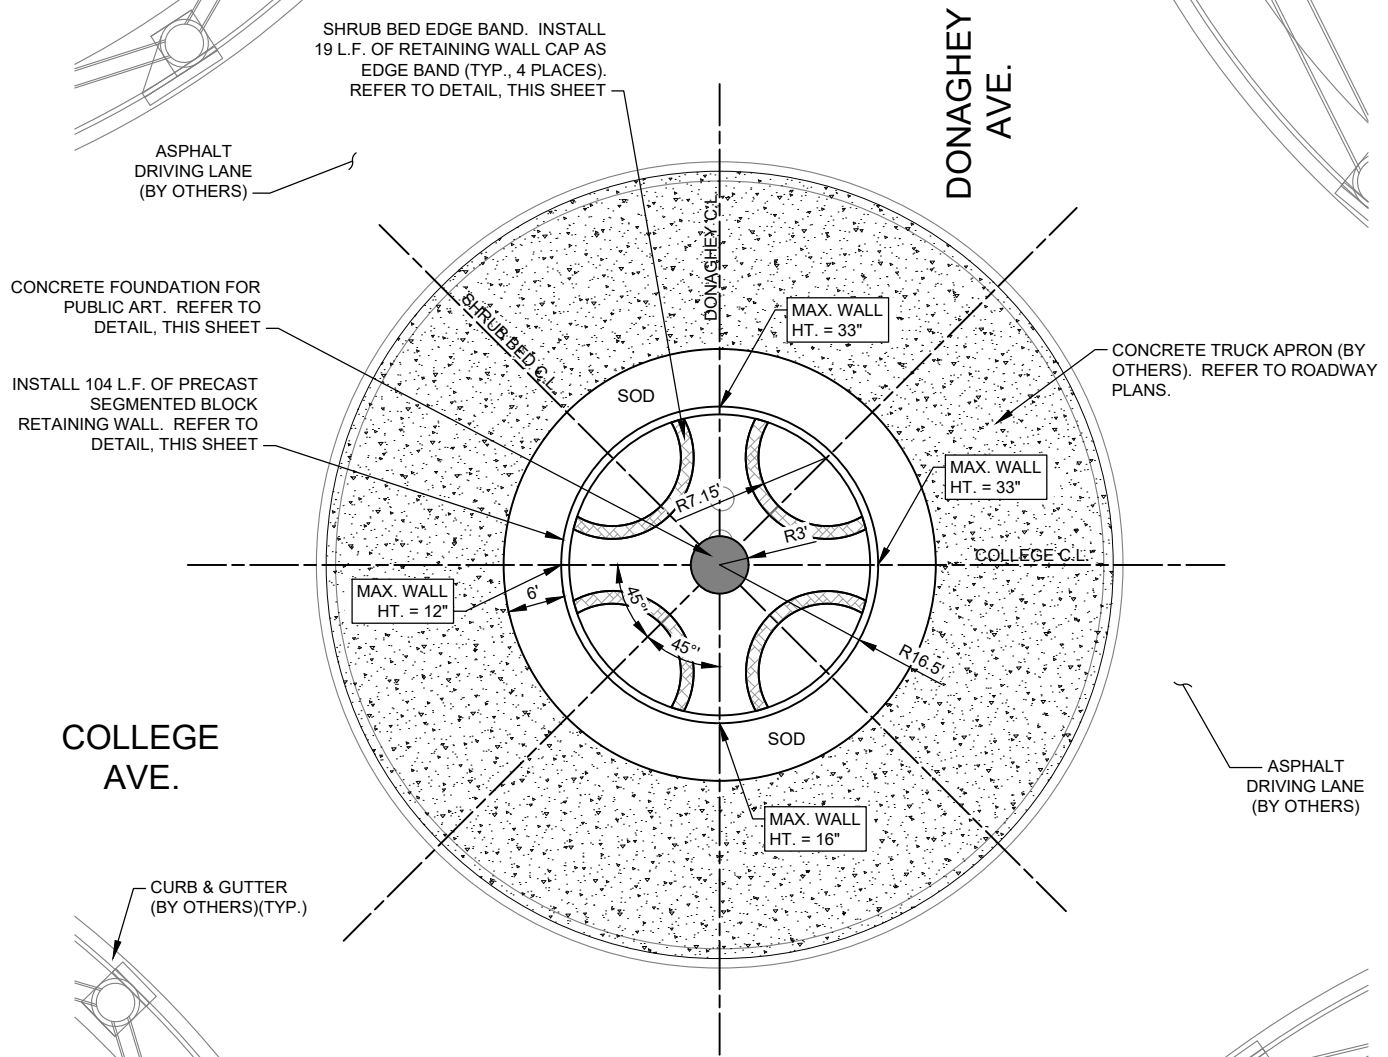 SHRUB BED EDGE BAND.  INSTALL
19 L.F. OF RETAINING WALL CAP AS
EDGE BAND (TYP., 4 PLACES).
REFER TO DETAIL, THIS SHEET
DONAGHEY
AVE.
ASPHALT
DRIVING LANE
(BY OTHERS)
DONAGHEY C.L.
CONCRETE FOUNDATION FOR
PUBLIC ART.  REFER TO
DETAIL, THIS SHEET
SHRUB BED C.L.
MAX. WALL
HT. = 33"
CONCRETE TRUCK APRON (BY
OTHERS).  REFER TO ROADWAY
PLANS.
INSTALL 104 L.F. OF PRECAST
SEGMENTED BLOCK
RETAINING WALL.  REFER TO
DETAIL, THIS SHEET
SOD
MAX. WALL
HT. = 33"
R7.15'
R3'
COLLEGE C.L.
MAX. WALL
HT. = 12"
6'
45°'
45°'
R16.5'
COLLEGE
AVE.
SOD
ASPHALT
DRIVING LANE
(BY OTHERS)
MAX. WALL
HT. = 16"
CURB & GUTTER
(BY OTHERS)(TYP.)